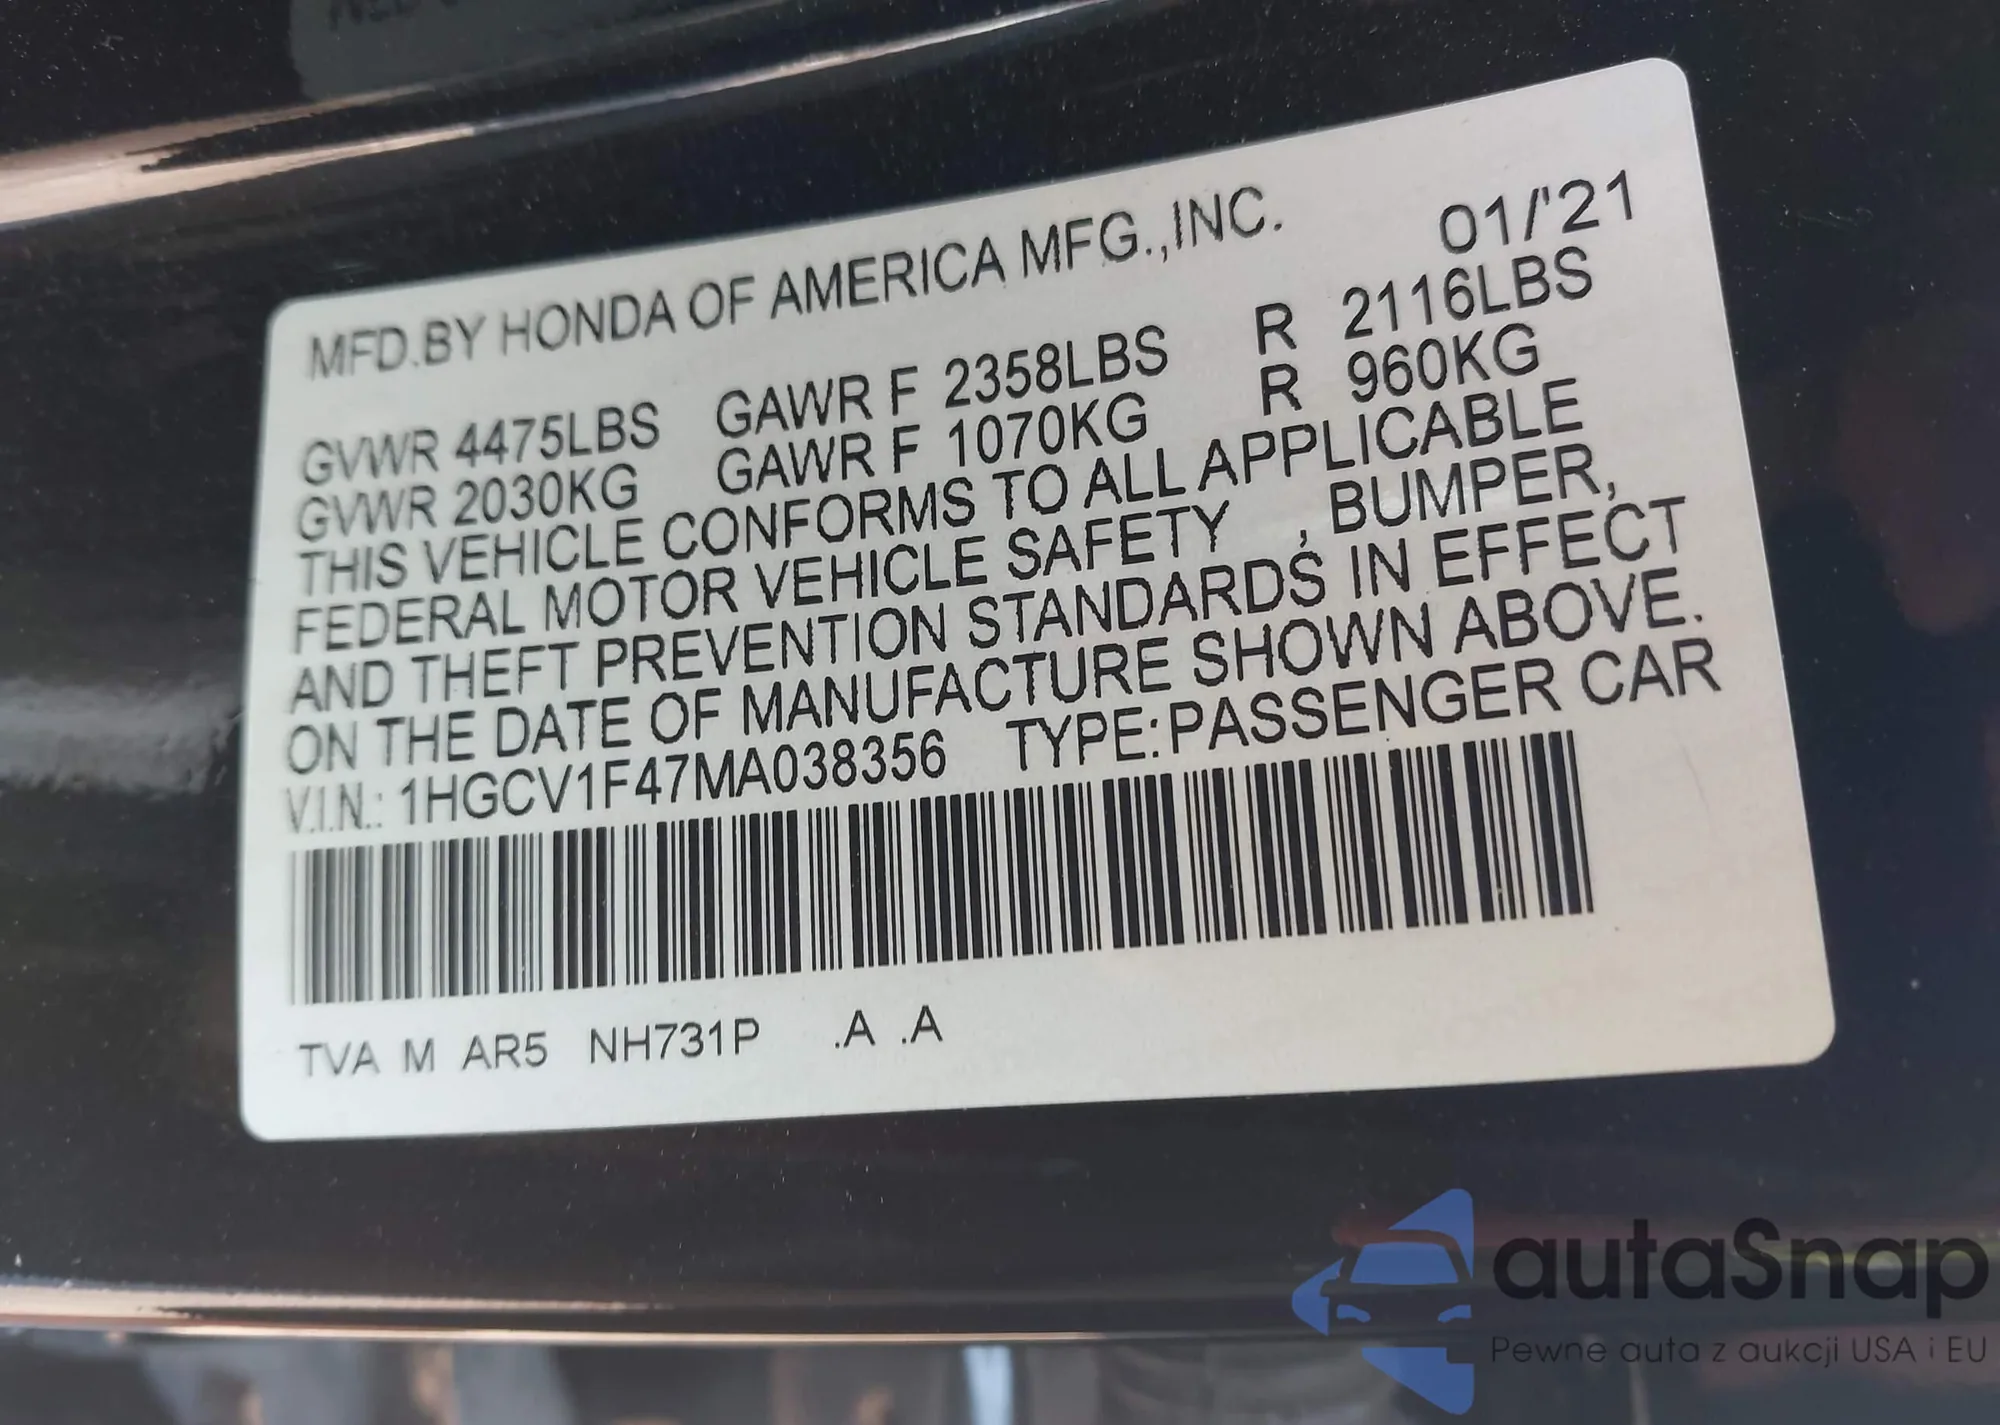 MFD.BY HONDA OF AMERICA MFG.,INC. 01/'21
GVWR 4475LBS GAWR F 2358LBS R 2116LBS
GVWR 2030KG GAWR F 1070KG R 960KG
THIS VEHICLE CONFORMS TO ALL APPLICABLE
FEDERAL MOTOR VEHICLE SAFETY , BUMPER,
AND THEFT PREVENTION STANDARDS IN EFFECT
ON THE DATE OF MANUFACTURE SHOWN ABOVE.
V.I.N.: 1HGCV1F47MA038356 TYPE:PASSENGER CAR
TVA M AR5 NH731P .A .A
autaSnap
Pewne auta z aukcji USA i EU